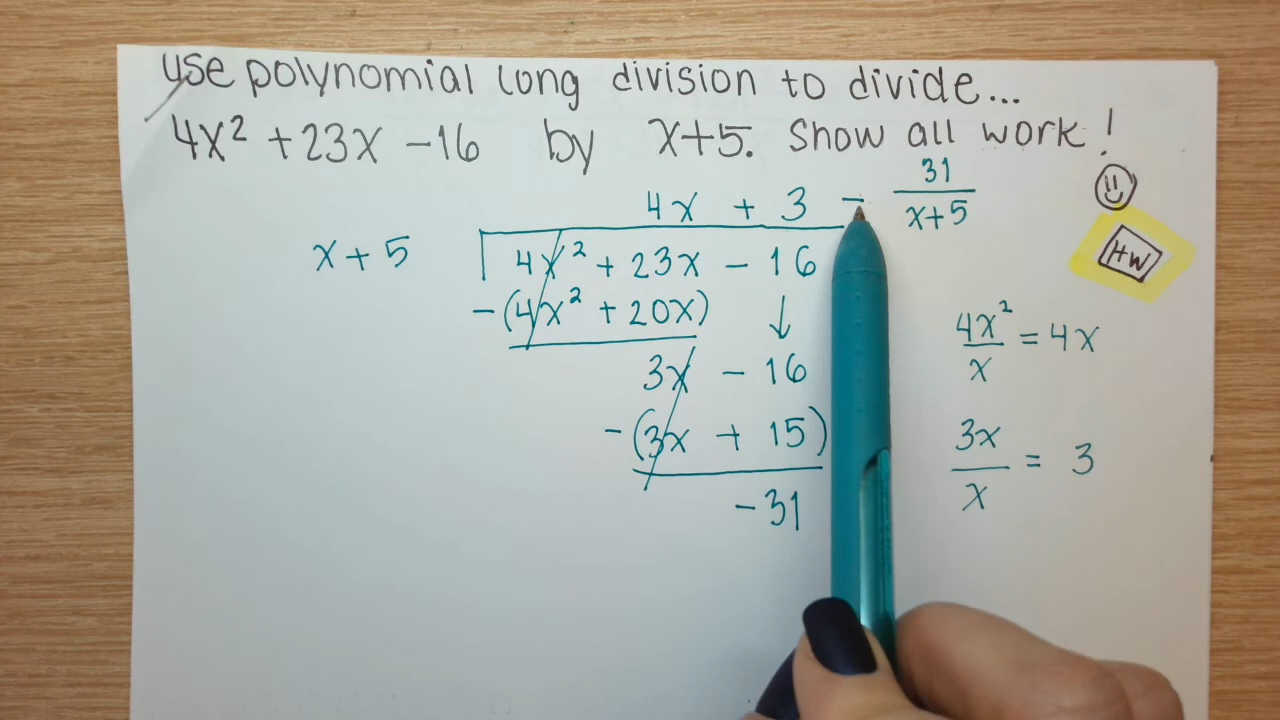 Use polynomial long division to divide...
4x² + 23x - 16 by x+5. Show all work!
31
4x + 3 - ―
x+5
x + 5 4x² + 23x - 16
HW
-(4x² + 20x) ↓
4x²/x = 4x
3x - 16
-(3x + 15)
3x/x = 3
-31